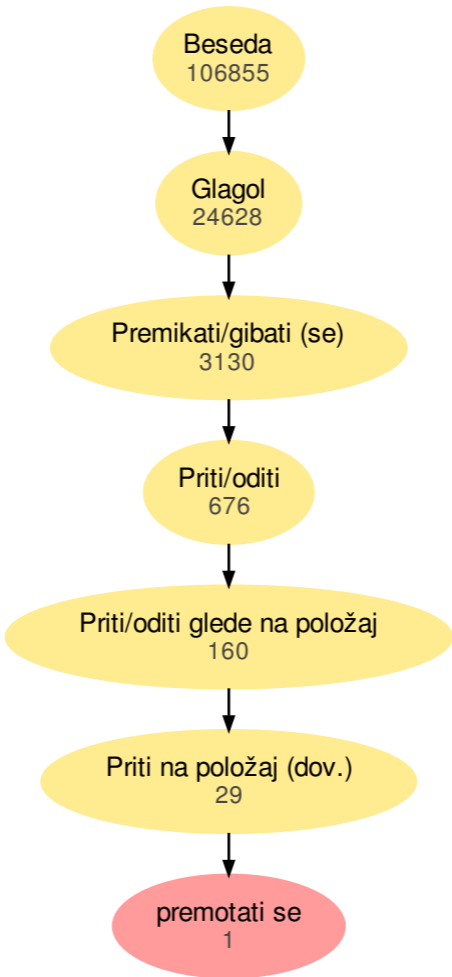 Beseda
106855
Glagol
24628
Premikati/gibati (se)
3130
Priti/oditi
676
Priti/oditi glede na položaj
160
Priti na položaj (dov.)
29
premotati se
1